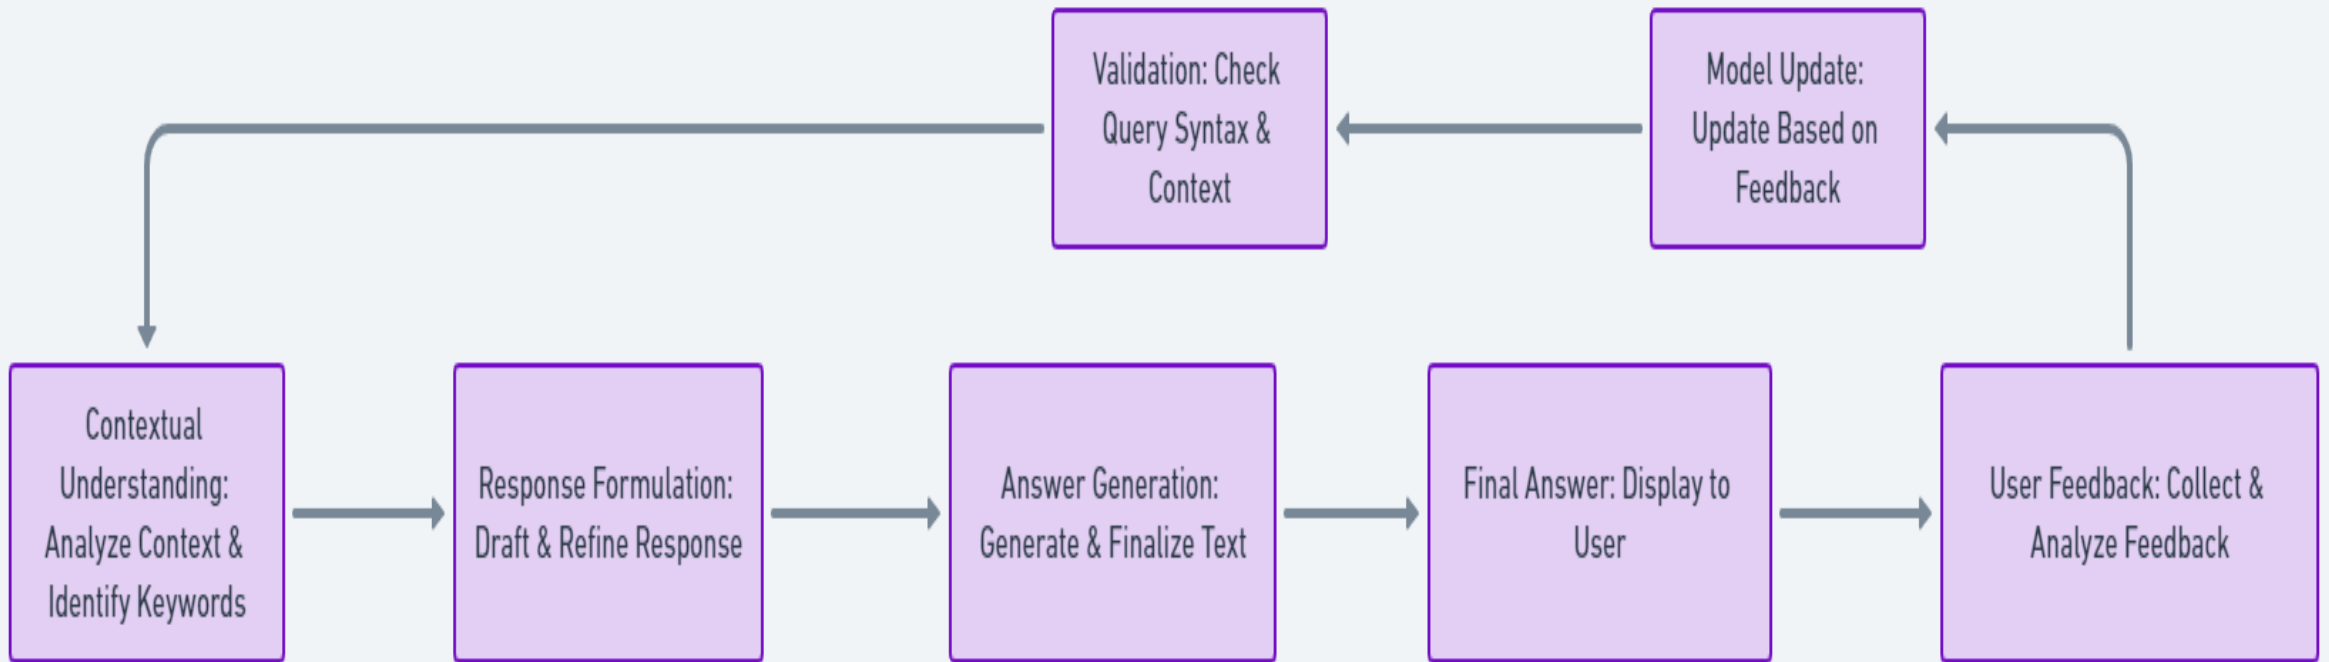 Validation: Check
Query Syntax &
Context
Model Update:
Update Based on
Feedback
Contextual
Understanding:
Analyze Context &
Identify Keywords
Response Formulation:
Draft & Refine Response
Answer Generation:
Generate & Finalize Text
Final Answer: Display to
User
User Feedback: Collect &
Analyze Feedback